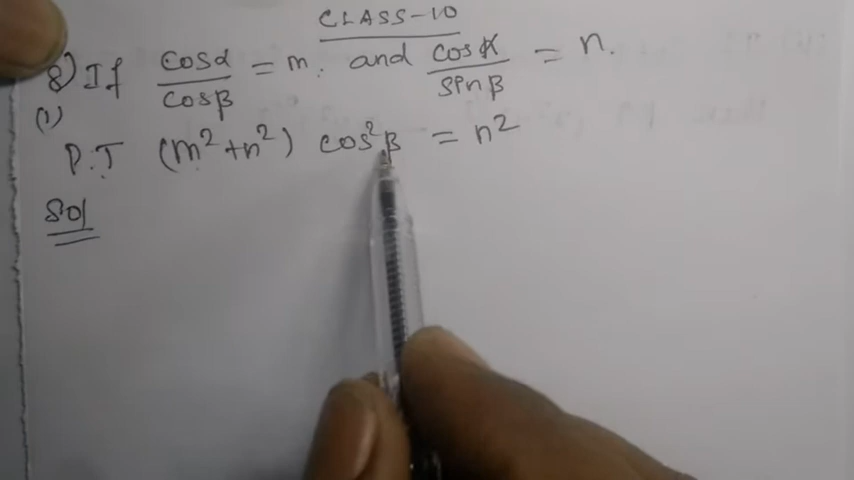 CLASS-10
8) If cosα/cosβ = m. and cosα/sinβ = n.
(1)
P.T (m²+n²) cos²β = n²
Sol